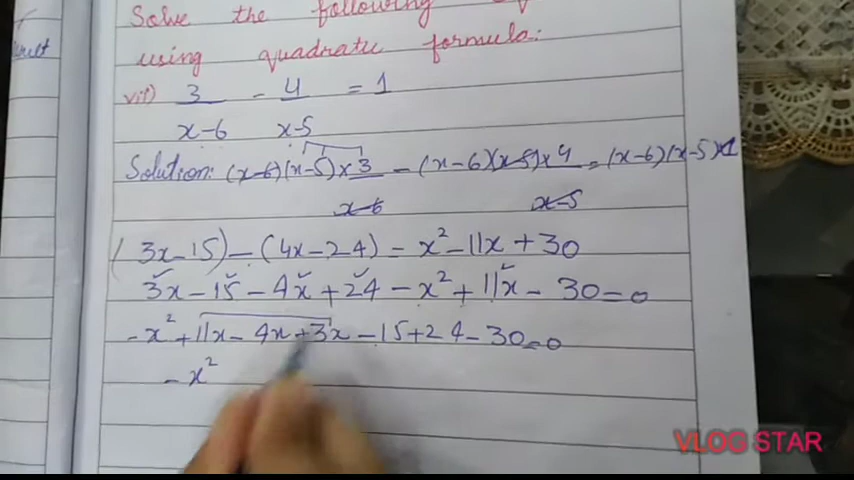 Solve the following
using quadratic formula:
vii) 3/x-6 - 4/x-5 = 1
Solution: (x-6)(x-5)×3/x-6 - (x-6)(x-5)×4/x-5 = (x-6)(x-5)×1
(3x-15)-(4x-24) = x²-11x+30
3x-15-4x+24-x²+11x-30=0
-x²+11x-4x+3x-15+24-30=0
-x²
VLOG STAR